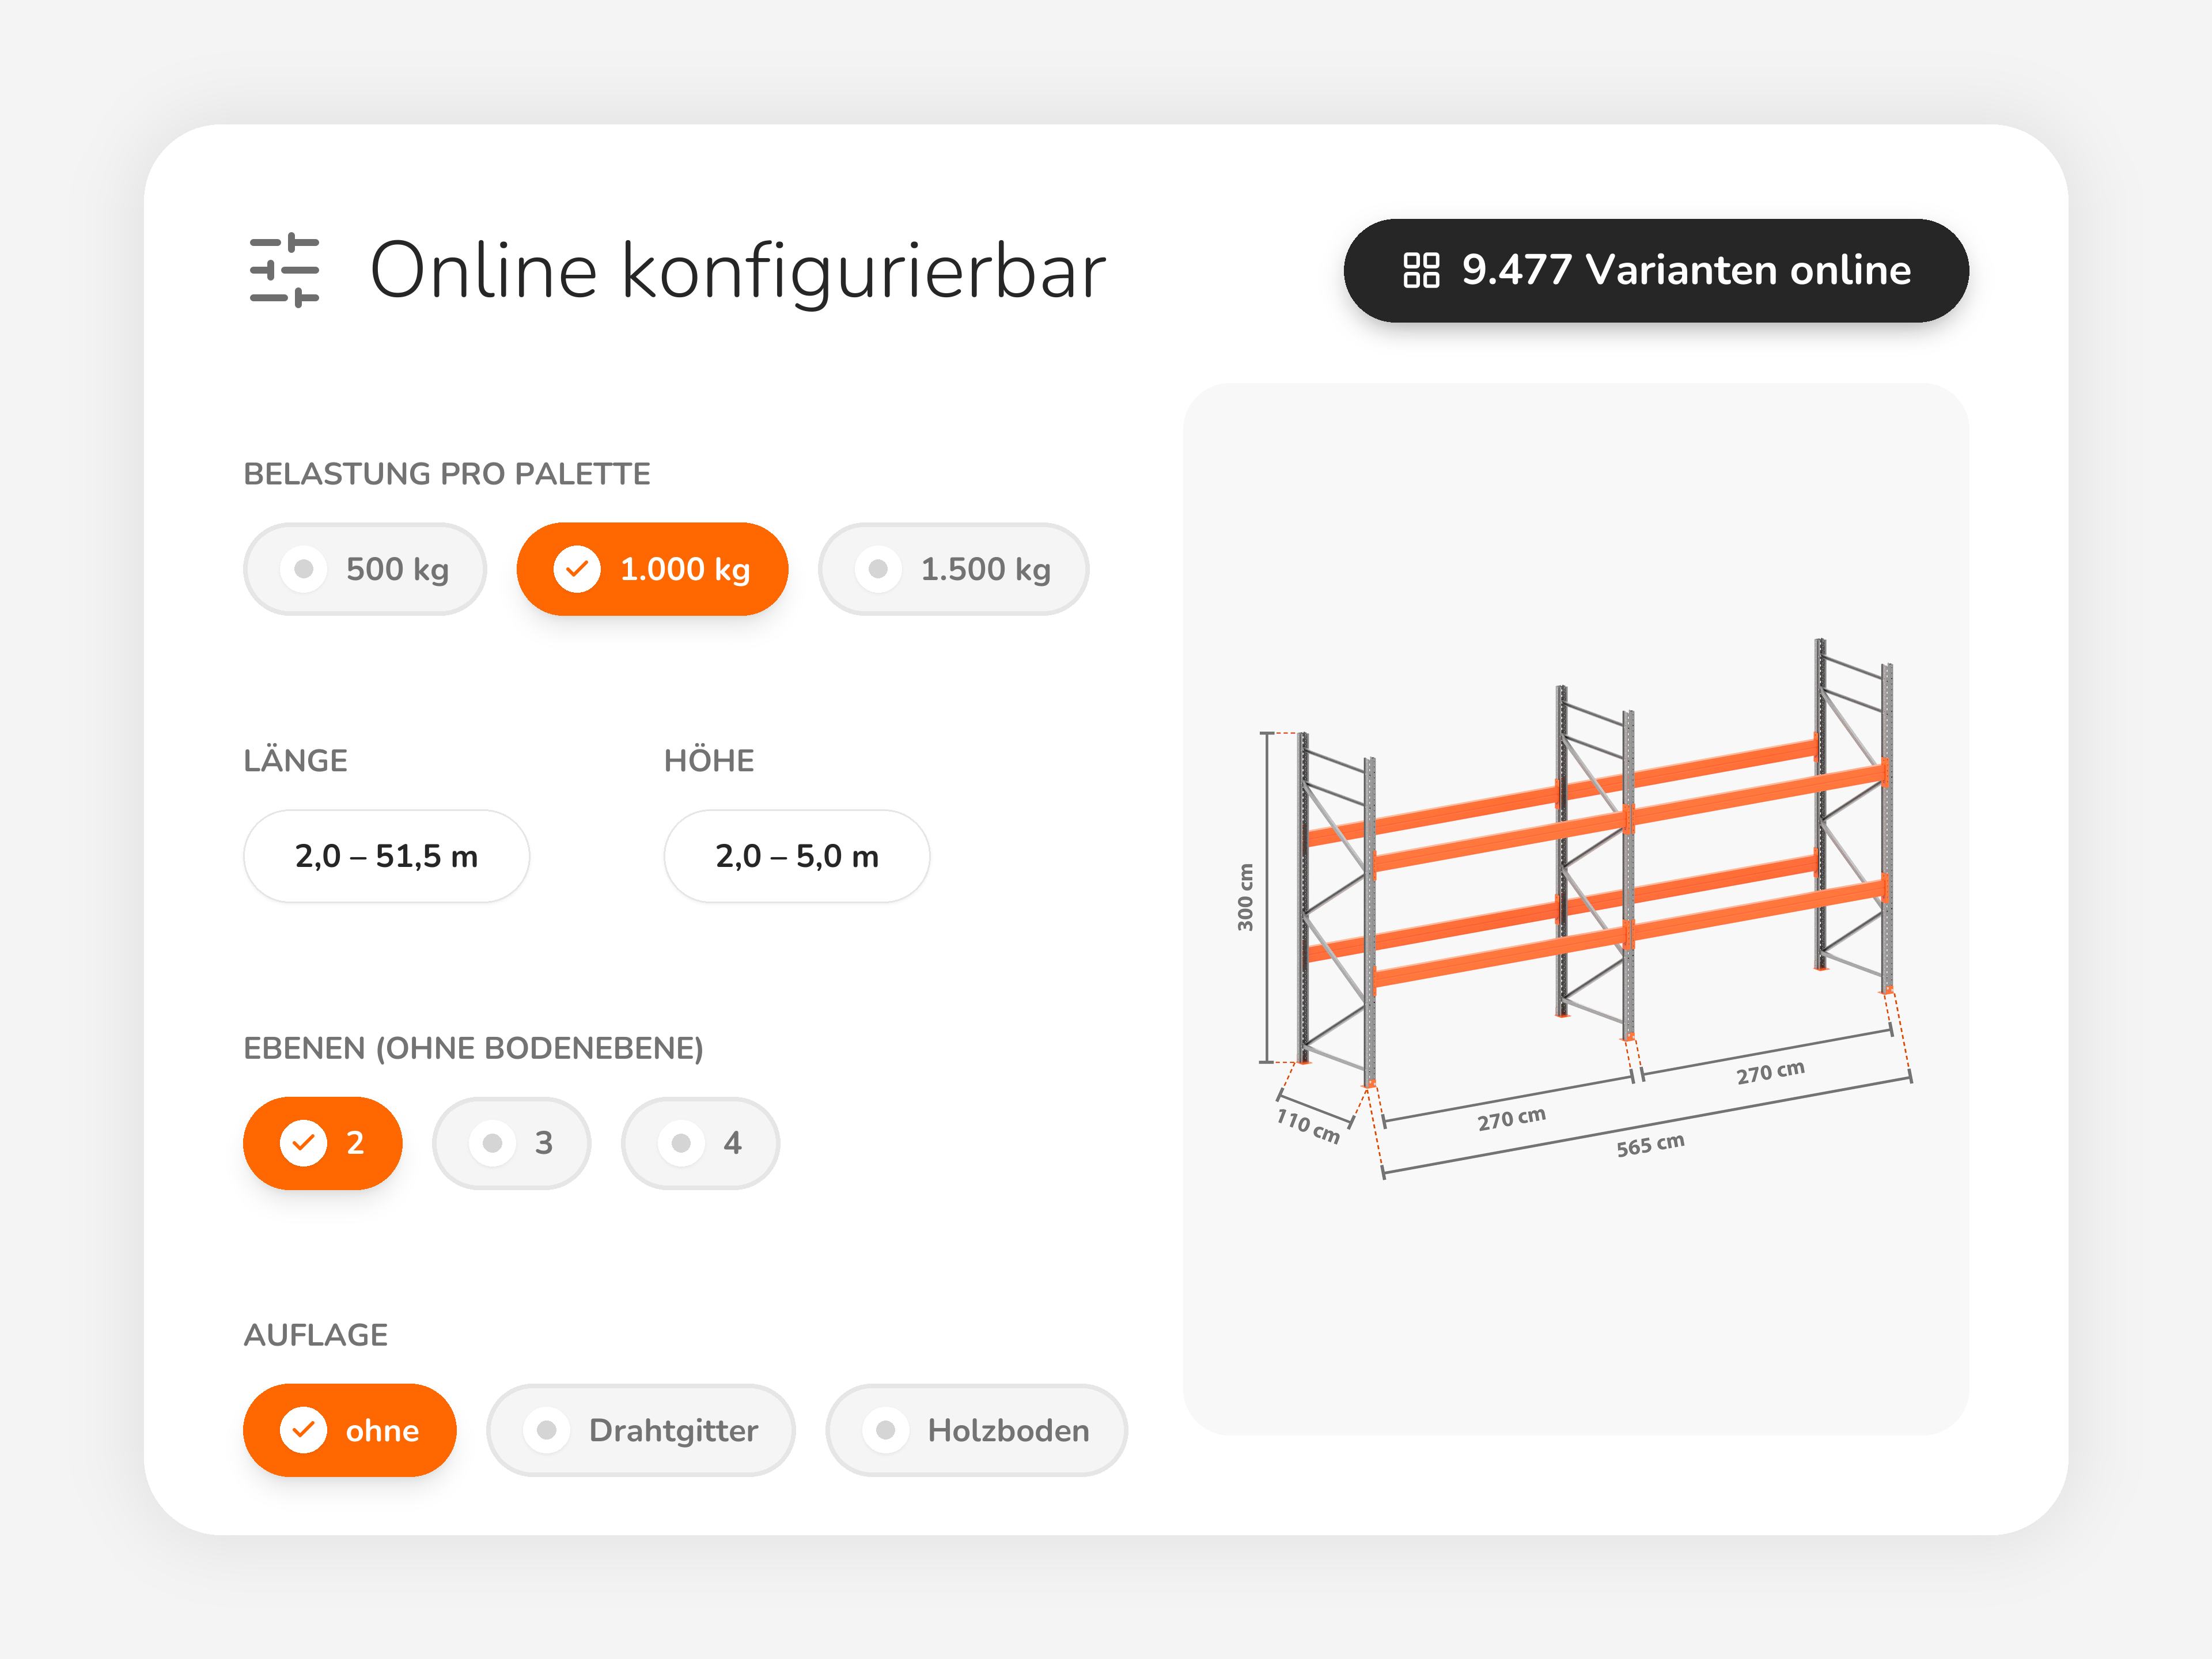 Online konfigurierbar
9.477 Varianten online
BELASTUNG PRO PALETTE
500 kg
1.000 kg
1.500 kg
LÄNGE
HÖHE
2,0 – 51,5 m
2,0 – 5,0 m
EBENEN (OHNE BODENEBENE)
2
3
4
AUFLAGE
ohne
Drahtgitter
Holzboden
300 cm
110 cm
270 cm
270 cm
565 cm